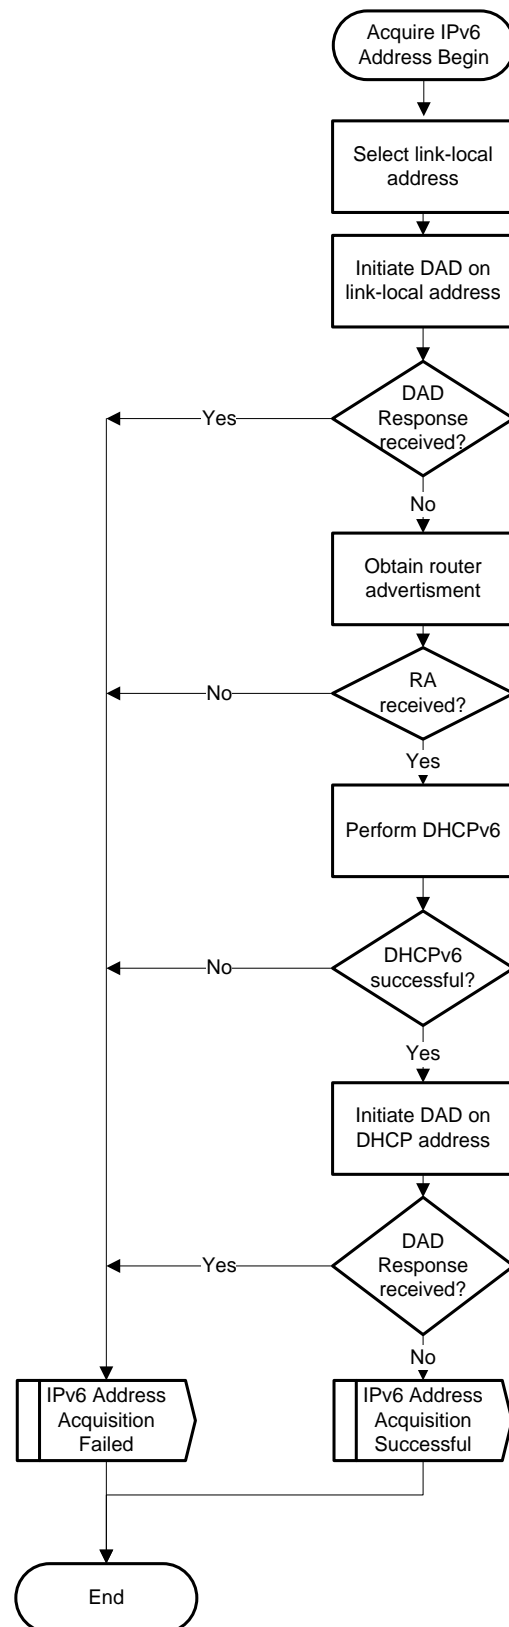 Acquire IPv6
Address Begin
Select link-local
address
Initiate DAD on
link-local address
DAD
Response
received?
Yes
No
Obtain router
advertisment
RA
received?
No
Yes
Perform DHCPv6
DHCPv6
successful?
No
Yes
Initiate DAD on
DHCP address
DAD
Response
received?
Yes
No
IPv6 Address
Acquisition
Failed
IPv6 Address
Acquisition
Successful
End